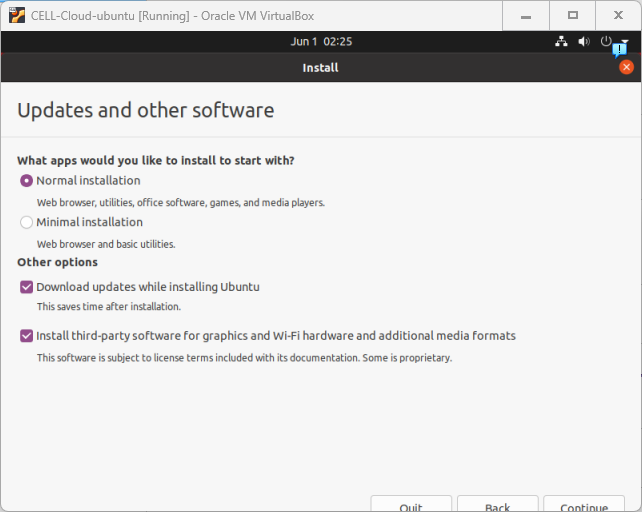 CELL-Cloud-ubuntu [Running] - Oracle VM VirtualBox
Jun 1 02:25
Install
Updates and other software
What apps would you like to install to start with?
Normal installation
Web browser, utilities, office software, games, and media players.
Minimal installation
Web browser and basic utilities.
Other options
Download updates while installing Ubuntu
This saves time after installation.
Install third-party software for graphics and Wi-Fi hardware and additional media formats
This software is subject to license terms included with its documentation. Some is proprietary.
Quit Back Continue